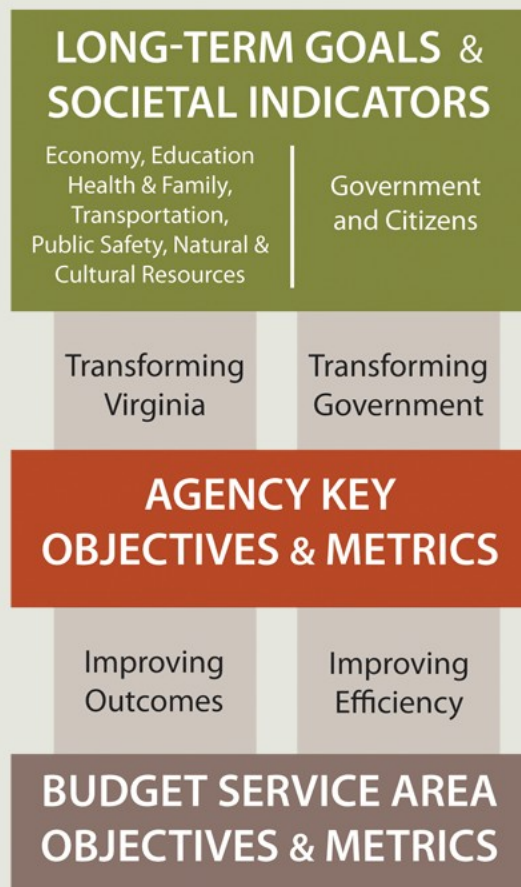 LONG-TERM GOALS &
SOCIETAL INDICATORS
Economy, Education
Health & Family,
Transportation,
Public Safety, Natural &
Cultural Resources
Government
and Citizens
Transforming
Virginia
Transforming
Government
AGENCY KEY
OBJECTIVES & METRICS
Improving
Outcomes
Improving
Efficiency
BUDGET SERVICE AREA
OBJECTIVES & METRICS